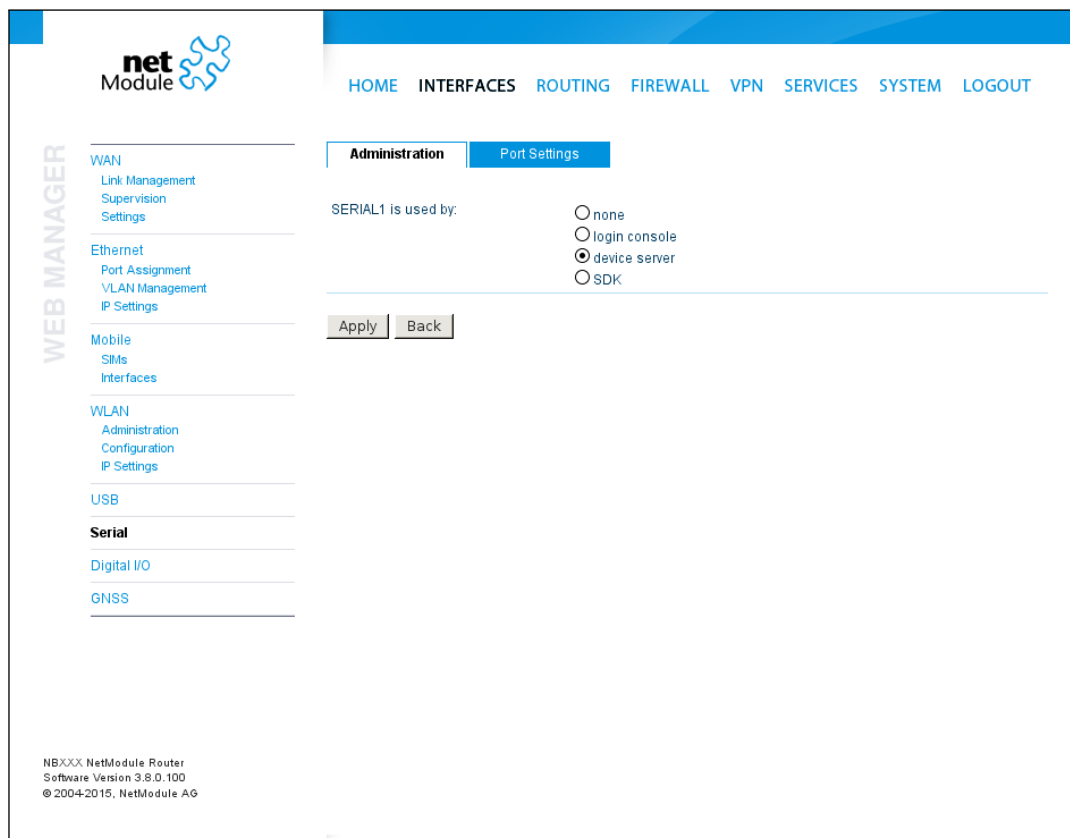 net
Module
HOME INTERFACES ROUTING FIREWALL VPN SERVICES SYSTEM LOGOUT
WEB MANAGER
WAN
Link Management
Supervision
Settings
Ethernet
Port Assignment
VLAN Management
IP Settings
Mobile
SIMs
Interfaces
WLAN
Administration
Configuration
IP Settings
USB
Serial
Digital I/O
GNSS
Administration Port Settings
SERIAL1 is used by:
none
login console
device server
SDK
Apply Back
NBXXX NetModule Router
Software Version 3.8.0.100
© 2004-2015, NetModule AG